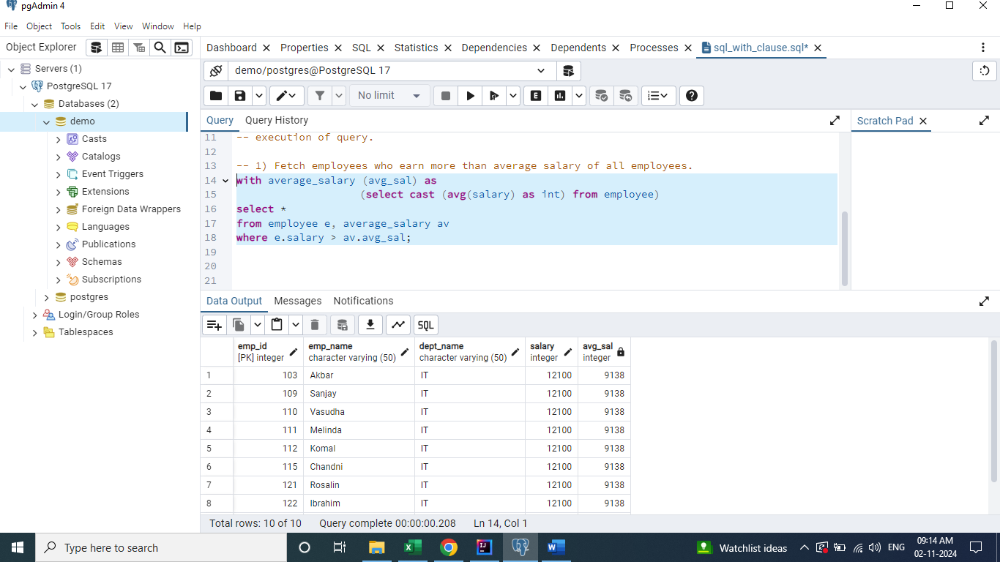 pgAdmin 4
File Object Tools Edit View Window Help
Object Explorer
Dashboard Properties SQL Statistics Dependencies Dependents Processes sql_with_clause.sql*
Servers (1)
PostgreSQL 17
Databases (2)
demo
Casts
Catalogs
Event Triggers
Extensions
Foreign Data Wrappers
Languages
Publications
Schemas
Subscriptions
postgres
Login/Group Roles
Tablespaces
demo/postgres@PostgreSQL 17
No limit
E
Query Query History
Scratch Pad
11 -- execution of query.
12
13 -- 1) Fetch employees who earn more than average salary of all employees.
14 with average_salary (avg_sal) as
15 (select cast (avg(salary) as int) from employee)
16 select *
17 from employee e, average_salary av
18 where e.salary > av.avg_sal;
19
20
21
Data Output Messages Notifications
SQL
emp_id emp_name dept_name salary avg_sal
[PK] integer character varying (50) character varying (50) integer integer
1 103 Akbar IT 12100 9138
2 109 Sanjay IT 12100 9138
3 110 Vasudha IT 12100 9138
4 111 Melinda IT 12100 9138
5 112 Komal IT 12100 9138
6 115 Chandni IT 12100 9138
7 121 Rosalin IT 12100 9138
8 122 Ibrahim IT 12100 9138
Total rows: 10 of 10 Query complete 00:00:00.208 Ln 14, Col 1
Type here to search
Watchlist ideas
ENG
09:14 AM
02-11-2024